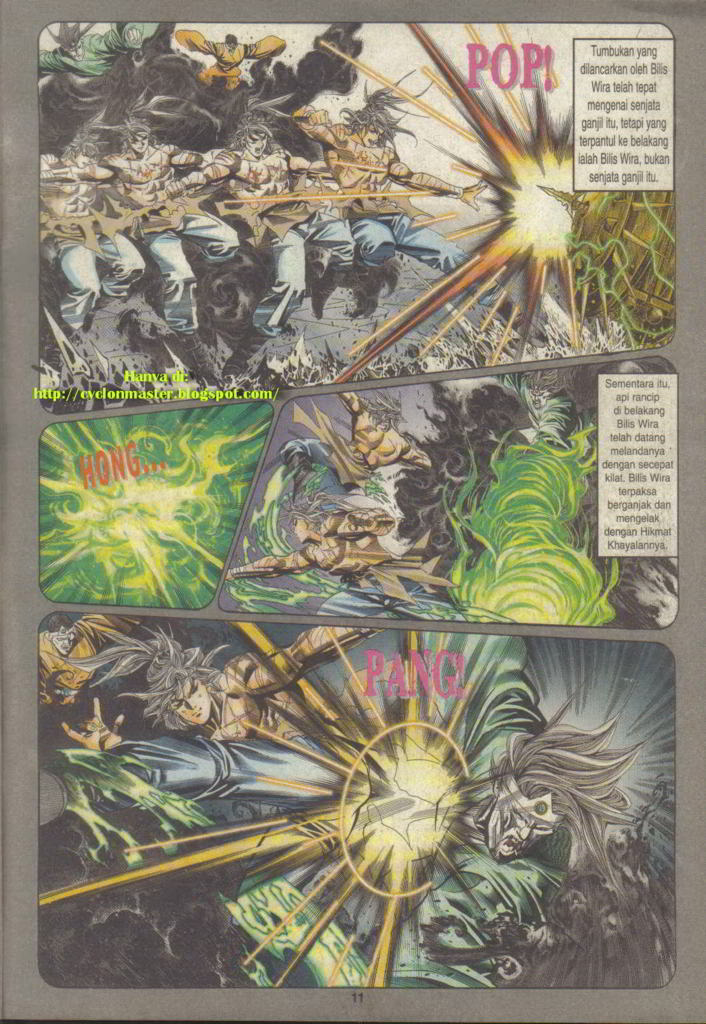 POP!
Tumbukan yang
dilancarkan oleh Bilis
Wira telah tepat
mengenai senjata
ganjil itu, tetapi yang
terpantul ke belakang
ialah Bilis Wira, bukan
senjata ganjil itu.
Hanya di:
http://cyclonmaster.blogspot.com/
HONG...
Sementara itu,
api rancip
di belakang
Bilis Wira
telah datang
melandanya
dengan secepat
kilat. Bilis Wira
terpaksa
berganjak dan
mengelak
dengan Hikmat
Khayalannya.
PANG!
11